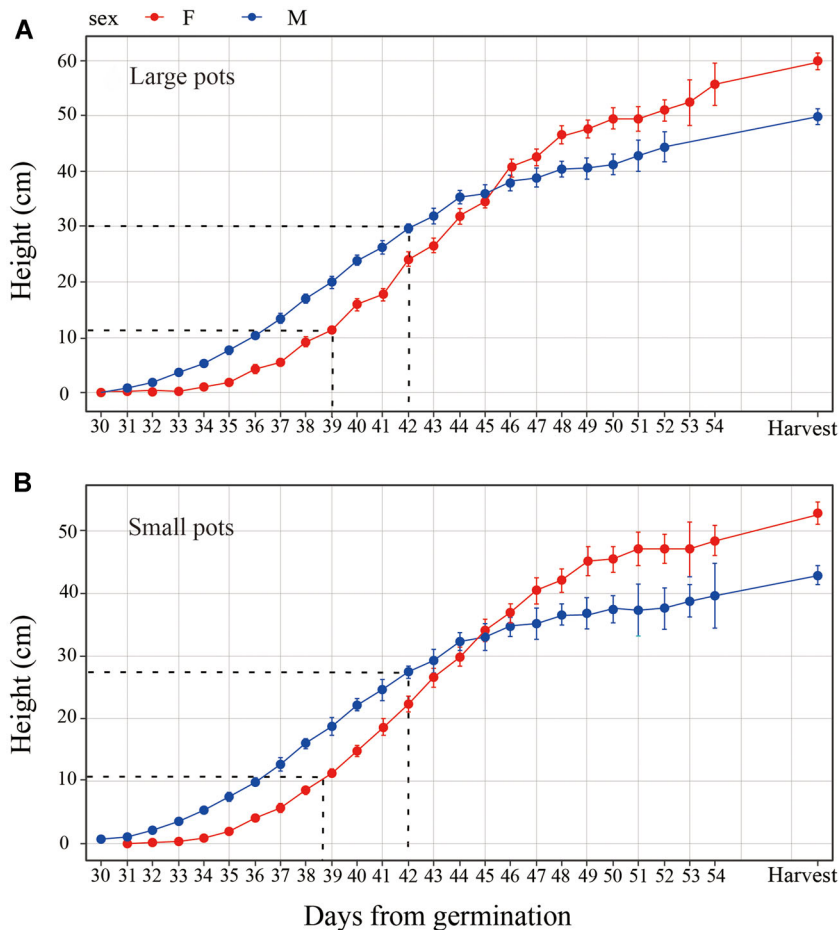 sex F M
A
Large pots
60
50
40
30
20
10
0
Height (cm)
30 31 32 33 34 35 36 37 38 39 40 41 42 43 44 45 46 47 48 49 50 51 52 53 54 Harvest
B
Small pots
50
40
30
20
10
0
Height (cm)
30 31 32 33 34 35 36 37 38 39 40 41 42 43 44 45 46 47 48 49 50 51 52 53 54 Harvest
Days from germination